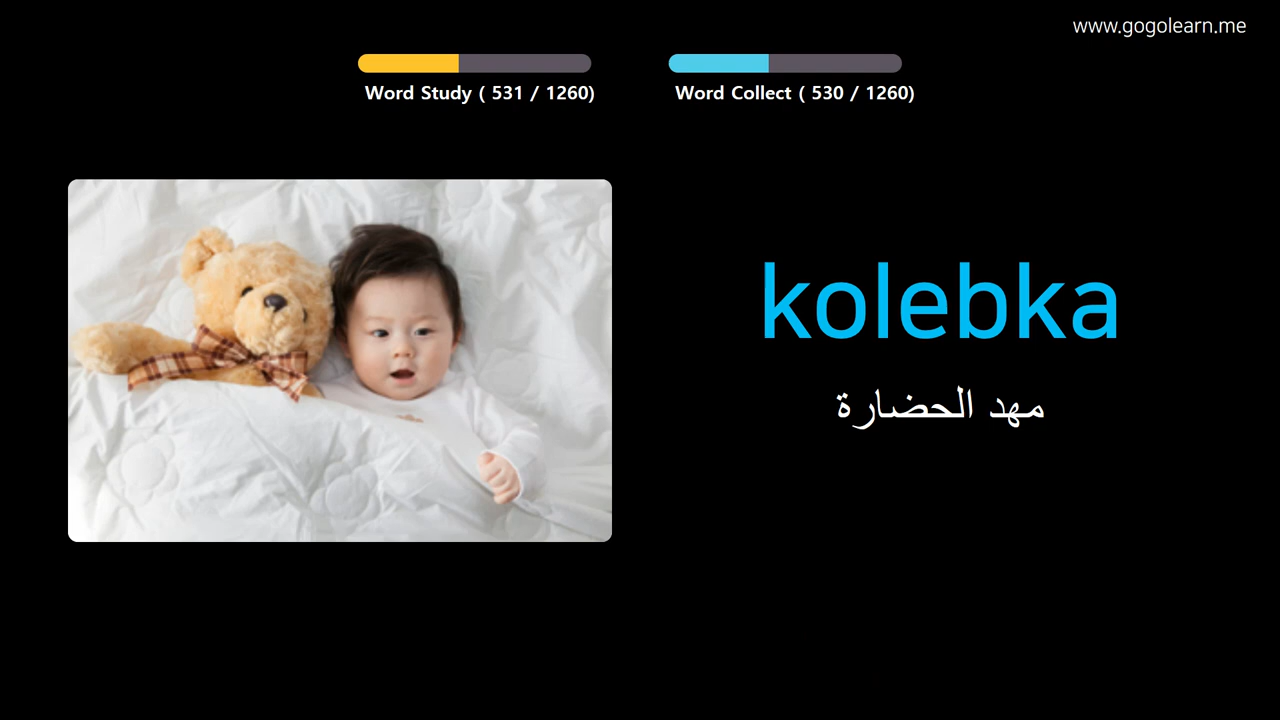 www.gogolearn.me
Word Study ( 531 / 1260)
Word Collect ( 530 / 1260)
kolebka
مهد الحضارة